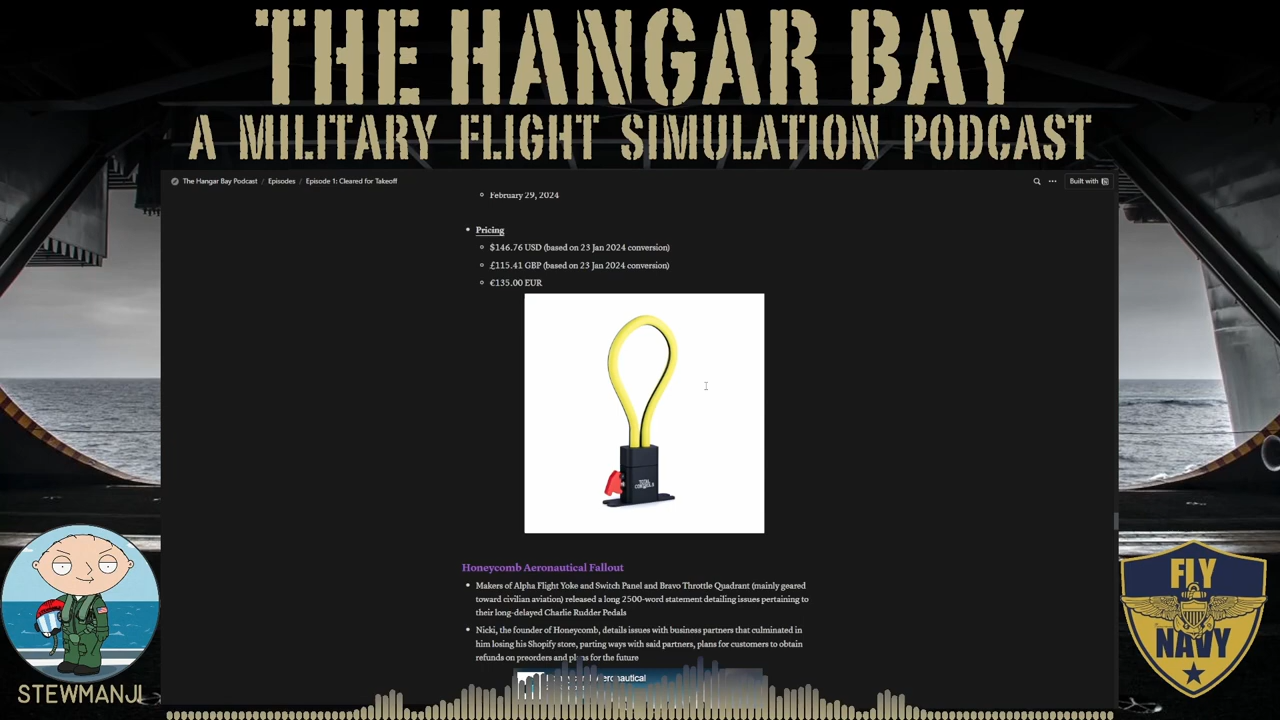 THE HANGAR BAY
A MILITARY FLIGHT SIMULATION PODCAST
The Hangar Bay Podcast / Episodes / Episode 1: Cleared for Takeoff
Built with
February 29, 2024
Pricing
$146.76 USD (based on 23 Jan 2024 conversion)
£115.41 GBP (based on 23 Jan 2024 conversion)
€135.00 EUR
TOTAL
CONTROLS
Honeycomb Aeronautical Fallout
Makers of Alpha Flight Yoke and Switch Panel and Bravo Throttle Quadrant (mainly geared
toward civilian aviation) released a long 2500-word statement detailing issues pertaining to
their long-delayed Charlie Rudder Pedals
Nicki, the founder of Honeycomb, details issues with business partners that culminated in
him losing his Shopify store, parting ways with said partners, plans for customers to obtain
refunds on preorders and plans for the future
Honeycomb Aeronautical
STEWMANJI
FLY
NAVY